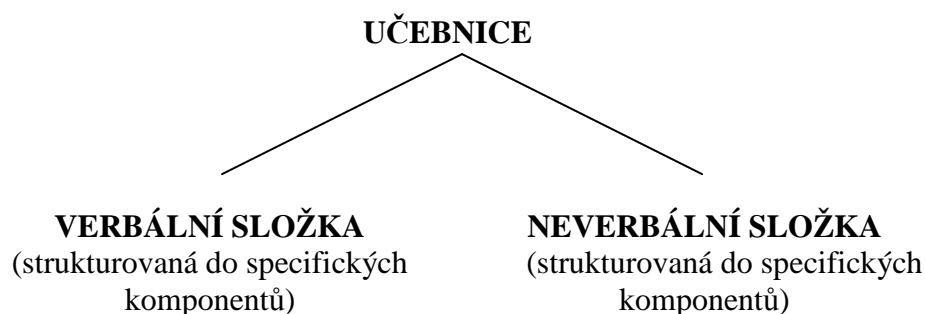 UČEBNICE
VERBÁLNÍ SLOŽKA
(strukturovaná do specifických
komponentů)
NEVERBÁLNÍ SLOŽKA
(strukturovaná do specifických
komponentů)